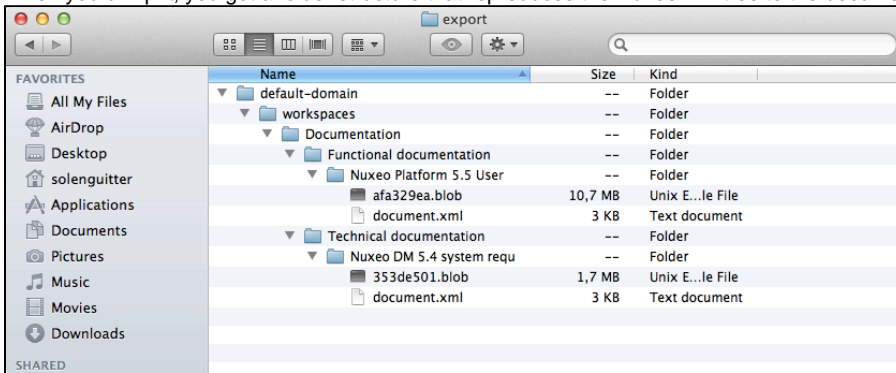 export
Name Size Kind
FAVORITES
All My Files
AirDrop
Desktop
solenguitter
Applications
Documents
Pictures
Music
Movies
Downloads
SHARED
default-domain -- Folder
workspaces -- Folder
Documentation -- Folder
Functional documentation -- Folder
Nuxeo Platform 5.5 User -- Folder
afa329ea.blob 10,7 MB Unix E...le File
document.xml 3 KB Text document
Technical documentation -- Folder
Nuxeo DM 5.4 system requ -- Folder
353de501.blob 1,7 MB Unix E...le File
document.xml 3 KB Text document